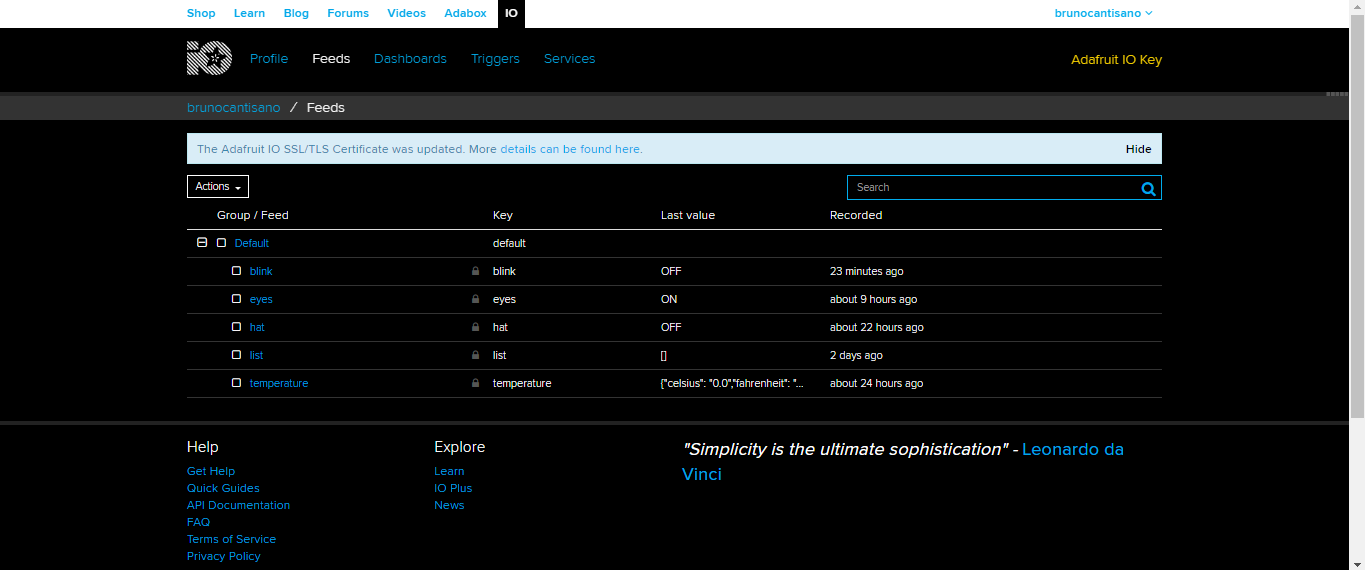 Shop Learn Blog Forums Videos Adabox IO brunocantisano
iO Profile Feeds Dashboards Triggers Services Adafruit IO Key
brunocantisano / Feeds
The Adafruit IO SSL/TLS Certificate was updated. More details can be found here. Hide
Actions Search
Group / Feed Key Last value Recorded
Default default
blink blink OFF 23 minutes ago
eyes eyes ON about 9 hours ago
hat hat OFF about 22 hours ago
list list [] 2 days ago
temperature temperature {"celsius": "0.0","fahrenheit": "... about 24 hours ago
Help Explore "Simplicity is the ultimate sophistication" - Leonardo da
Vinci
Get Help Learn
Quick Guides IO Plus
API Documentation News
FAQ
Terms of Service
Privacy Policy